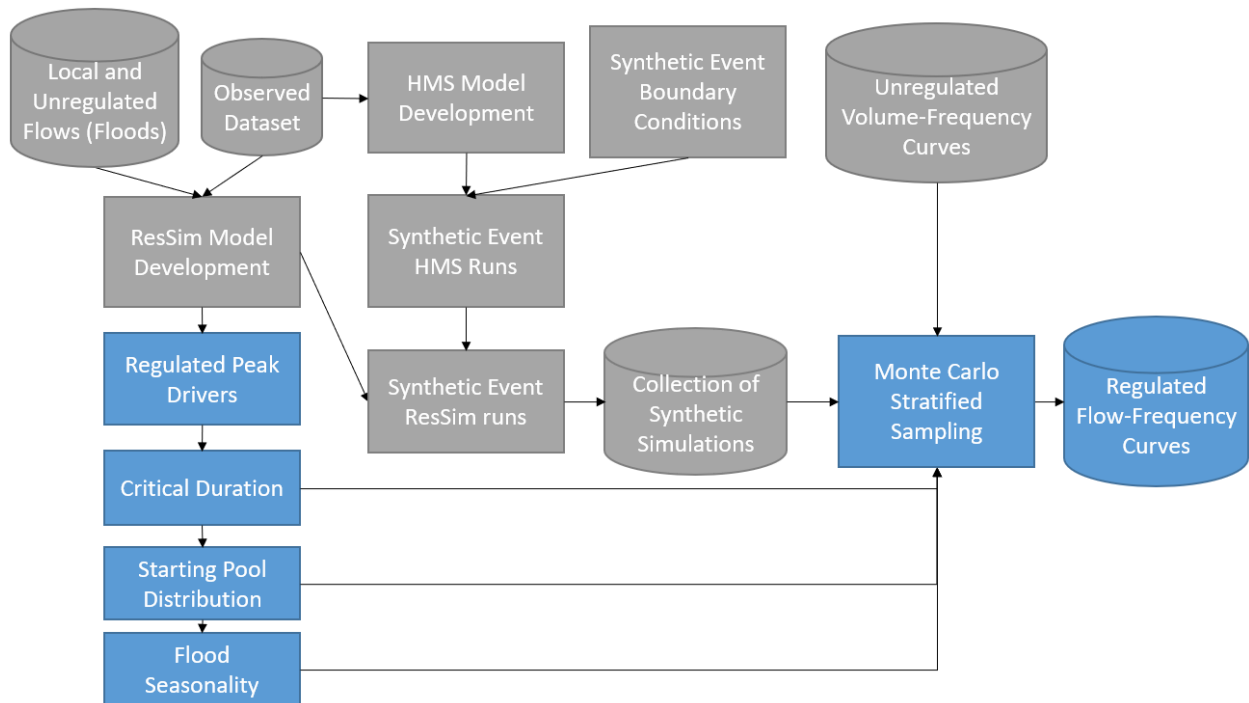 Local and
Unregulated
Flows (Floods)
Observed
Dataset
HMS Model
Development
Synthetic Event
Boundary
Conditions
Unregulated
Volume-Frequency
Curves
ResSim Model
Development
Synthetic Event
HMS Runs
Regulated Peak
Drivers
Synthetic Event
ResSim runs
Collection of
Synthetic
Simulations
Monte Carlo
Stratified
Sampling
Regulated
Flow-Frequency
Curves
Critical Duration
Starting Pool
Distribution
Flood
Seasonality